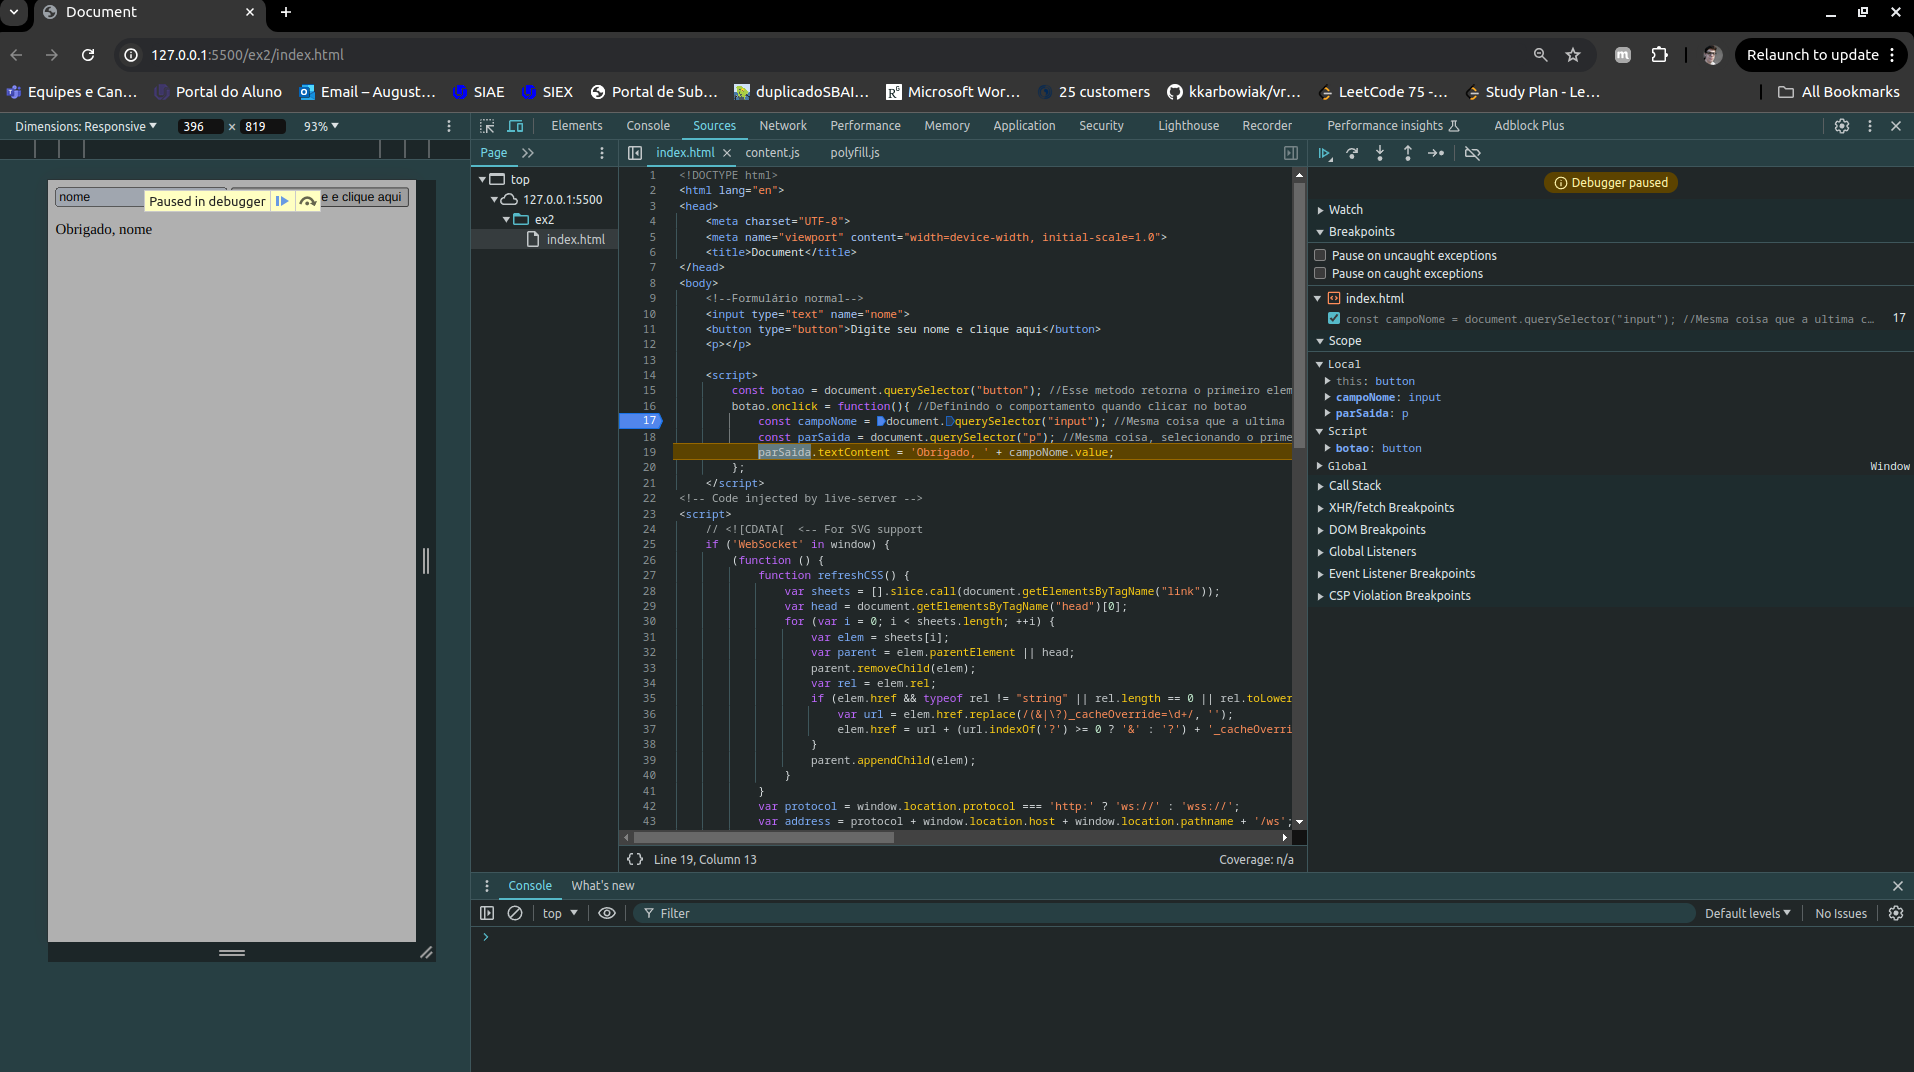 Document
127.0.0.1:5500/ex2/index.html
Relaunch to update
Equipes e Can...
Portal do Aluno
Email – August...
SIAE
SIEX
Portal de Sub...
duplicadoSBAI...
Microsoft Wor...
25 customers
kkarbowiak/vr...
LeetCode 75 -...
Study Plan - Le...
All Bookmarks
Dimensions: Responsive
396 x 819
93%
nome
Paused in debugger
e e clique aqui
Obrigado, nome
Elements
Console
Sources
Network
Performance
Memory
Application
Security
Lighthouse
Recorder
Performance insights
Adblock Plus
Page
top
127.0.0.1:5500
ex2
index.html
index.html
content.js
polyfill.js
1 <!DOCTYPE html>
2 <html lang="en">
3 <head>
4 <meta charset="UTF-8">
5 <meta name="viewport" content="width=device-width, initial-scale=1.0">
6 <title>Document</title>
7 </head>
8 <body>
9 <!--Formulário normal-->
10 <input type="text" name="nome">
11 <button type="button">Digite seu nome e clique aqui</button>
12 <p></p>
13
14 <script>
15 const botao = document.querySelector("button"); //Esse metodo retorna o primeiro elem
16 botao.onclick = function(){ //Definindo o comportamento quando clicar no botao
17 const campoNome = document.querySelector("input"); //Mesma coisa que a ultima
18 const parSaida = document.querySelector("p"); //Mesma coisa, selecionando o prime
19 parSaida.textContent = 'Obrigado, ' + campoNome.value;
20 };
21 </script>
22 <!-- Code injected by live-server -->
23 <script>
24 // <![CDATA[ <-- For SVG support
25 if ('WebSocket' in window) {
26 (function () {
27 function refreshCSS() {
28 var sheets = [].slice.call(document.getElementsByTagName("link"));
29 var head = document.getElementsByTagName("head")[0];
30 for (var i = 0; i < sheets.length; ++i) {
31 var elem = sheets[i];
32 var parent = elem.parentElement || head;
33 parent.removeChild(elem);
34 var rel = elem.rel;
35 if (elem.href && typeof rel != "string" || rel.length == 0 || rel.toLower
36 var url = elem.href.replace(/(&|\?)_cacheOverride=\d+/, '');
37 elem.href = url + (url.indexOf('?') >= 0 ? '&' : '?') + '_cacheOverri
38 }
39 parent.appendChild(elem);
40 }
41 }
42 var protocol = window.location.protocol === 'http:' ? 'ws://' : 'wss://';
43 var address = protocol + window.location.host + window.location.pathname + '/ws';
{} Line 19, Column 13
Coverage: n/a
Debugger paused
Watch
Breakpoints
Pause on uncaught exceptions
Pause on caught exceptions
index.html
const campoNome = document.querySelector("input"); //Mesma coisa que a ultima c... 17
Scope
Local
this: button
campoNome: input
parSaida: p
Script
botao: button
Global Window
Call Stack
XHR/fetch Breakpoints
DOM Breakpoints
Global Listeners
Event Listener Breakpoints
CSP Violation Breakpoints
Console
What's new
top
Filter
Default levels
No Issues